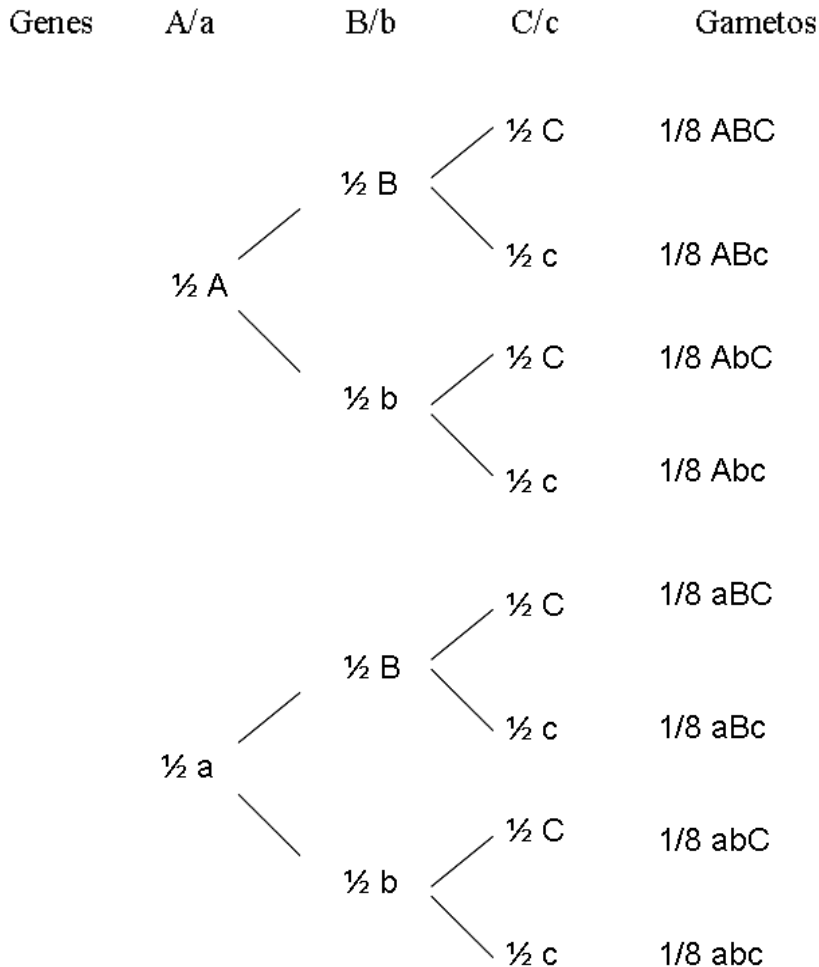 Genes A/a B/b C/c Gametos
½ C 1/8 ABC
½ B
½ c 1/8 ABc
½ A
½ C 1/8 AbC
½ b
½ c 1/8 Abc
½ C 1/8 aBC
½ B
½ c 1/8 aBc
½ a
½ C 1/8 abC
½ b
½ c 1/8 abc